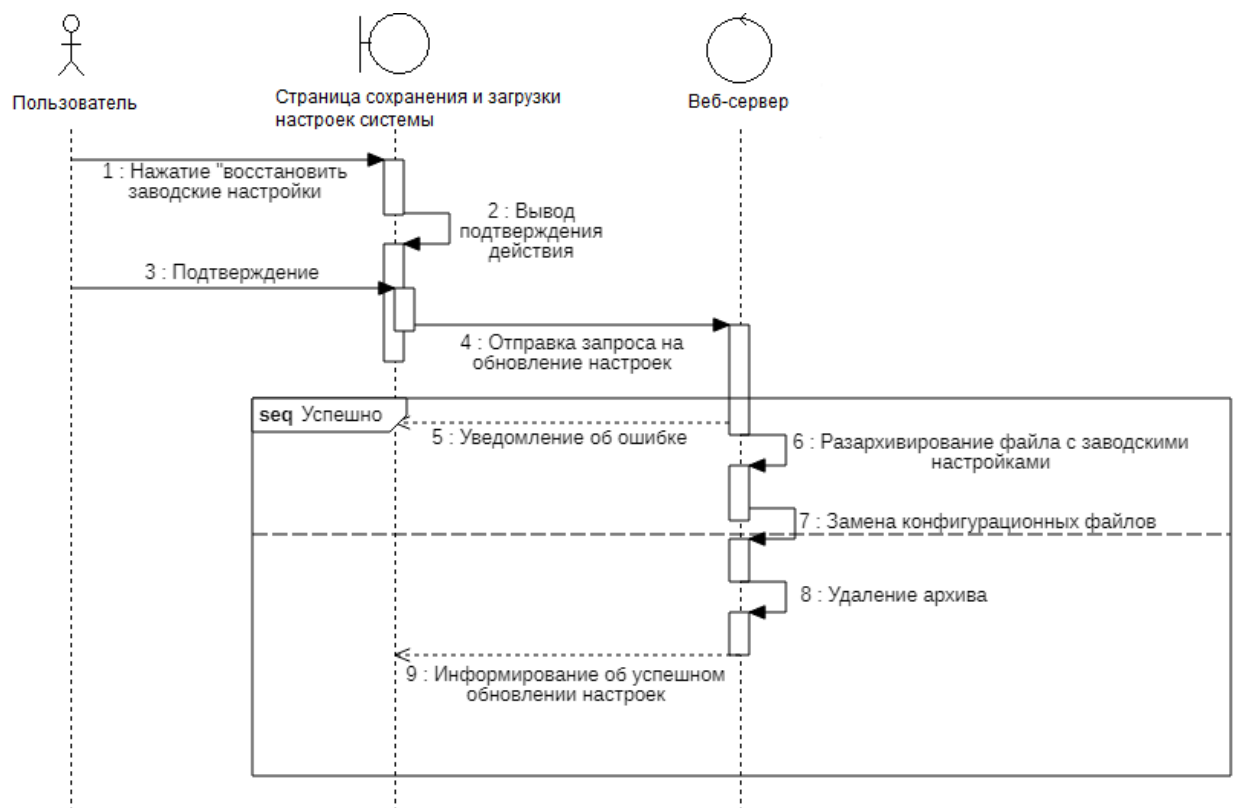 Пользователь
Страница сохранения и загрузки
настроек системы
Веб-сервер
1 : Нажатие "восстановить
заводские настройки
2 : Вывод
подтверждения
действия
3 : Подтверждение
4 : Отправка запроса на
обновление настроек
seq Успешно
5 : Уведомление об ошибке
6 : Разархивирование файла с заводскими
настройками
7 : Замена конфигурационных файлов
8 : Удаление архива
9 : Информирование об успешном
обновлении настроек